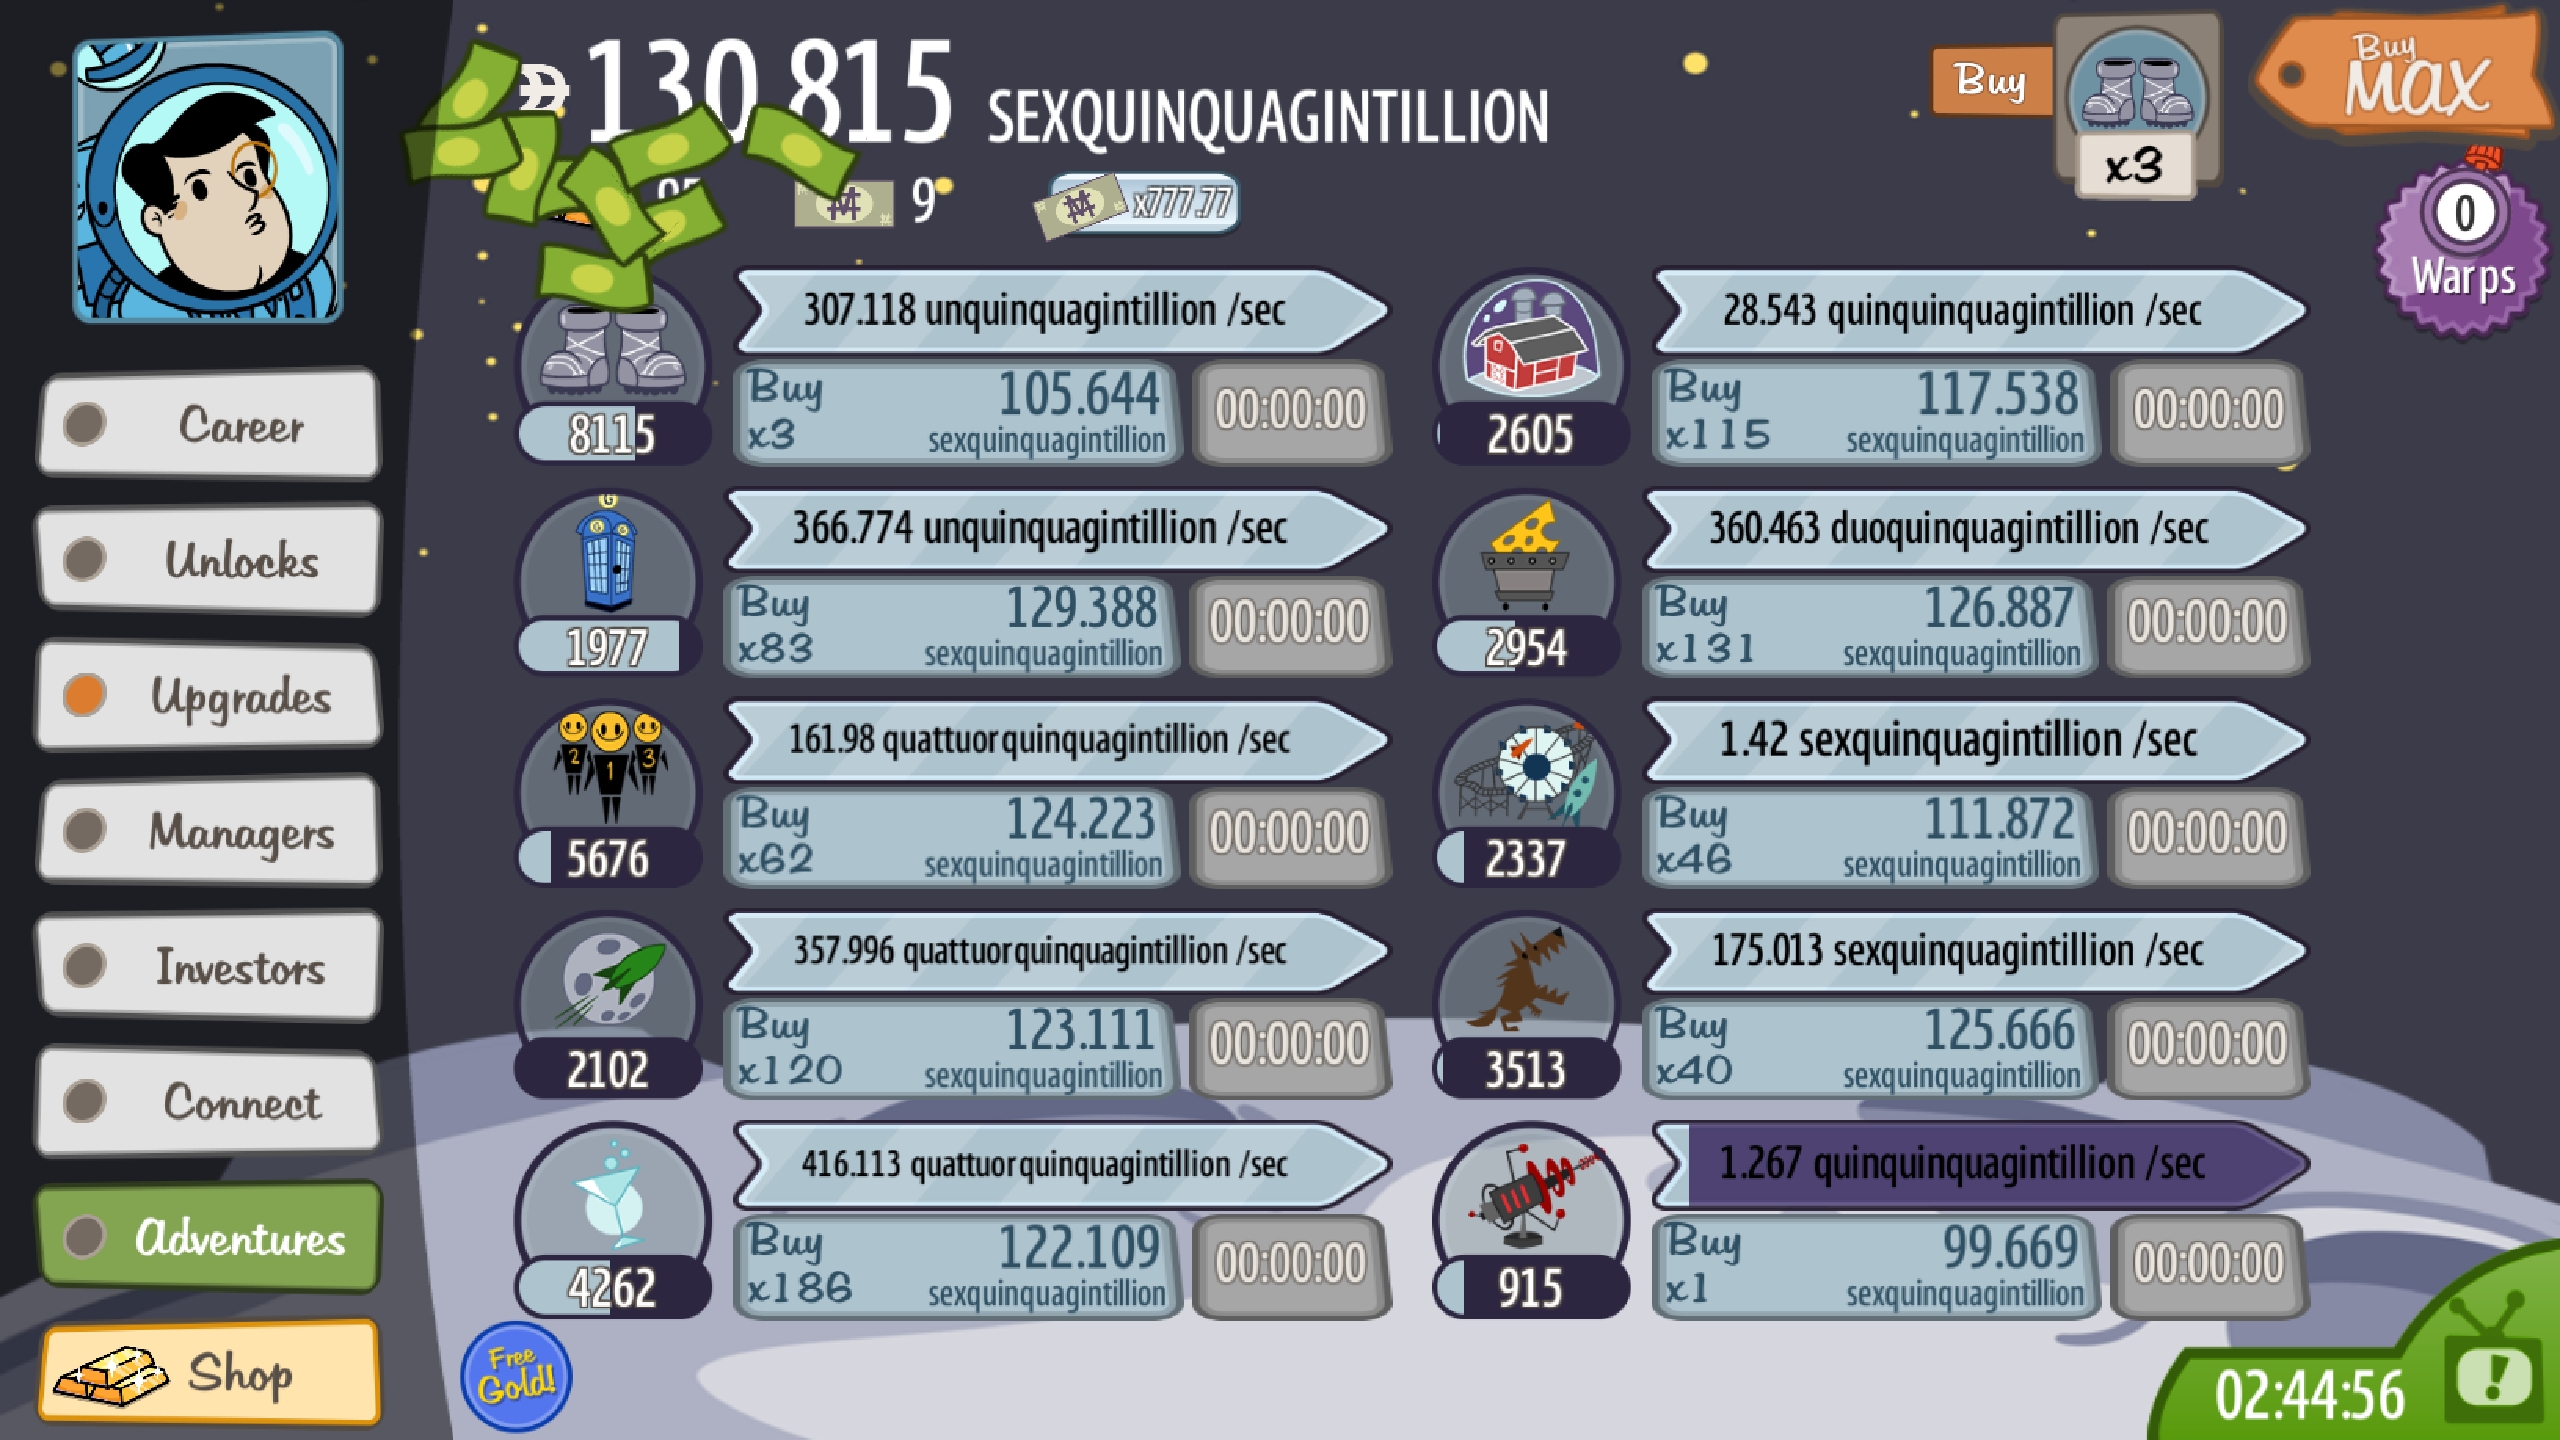 130.815 SEXQUINQUAGINTILLION
Buy
x3
Buy
MAX
9
x777.77
0
Warps
Career
Unlocks
Upgrades
Managers
Investors
Connect
Adventures
Shop
307.118 unquinquagintillion /sec
8115
Buy
x3
105.644
sexquinquagintillion
00:00:00
28.543 quinquinquagintillion /sec
2605
Buy
x115
117.538
sexquinquagintillion
00:00:00
366.774 unquinquagintillion /sec
1977
Buy
x83
129.388
sexquinquagintillion
00:00:00
360.463 duoquinquagintillion /sec
2954
Buy
x131
126.887
sexquinquagintillion
00:00:00
2 1 3
161.98 quattuorquinquagintillion /sec
5676
Buy
x62
124.223
sexquinquagintillion
00:00:00
1.42 sexquinquagintillion /sec
2337
Buy
x46
111.872
sexquinquagintillion
00:00:00
357.996 quattuorquinquagintillion /sec
2102
Buy
x120
123.111
sexquinquagintillion
00:00:00
175.013 sexquinquagintillion /sec
3513
Buy
x40
125.666
sexquinquagintillion
00:00:00
416.113 quattuorquinquagintillion /sec
4262
Buy
x186
122.109
sexquinquagintillion
00:00:00
1.267 quinquinquagintillion /sec
915
Buy
x1
99.669
sexquinquagintillion
00:00:00
Free
Gold!
02:44:56
!